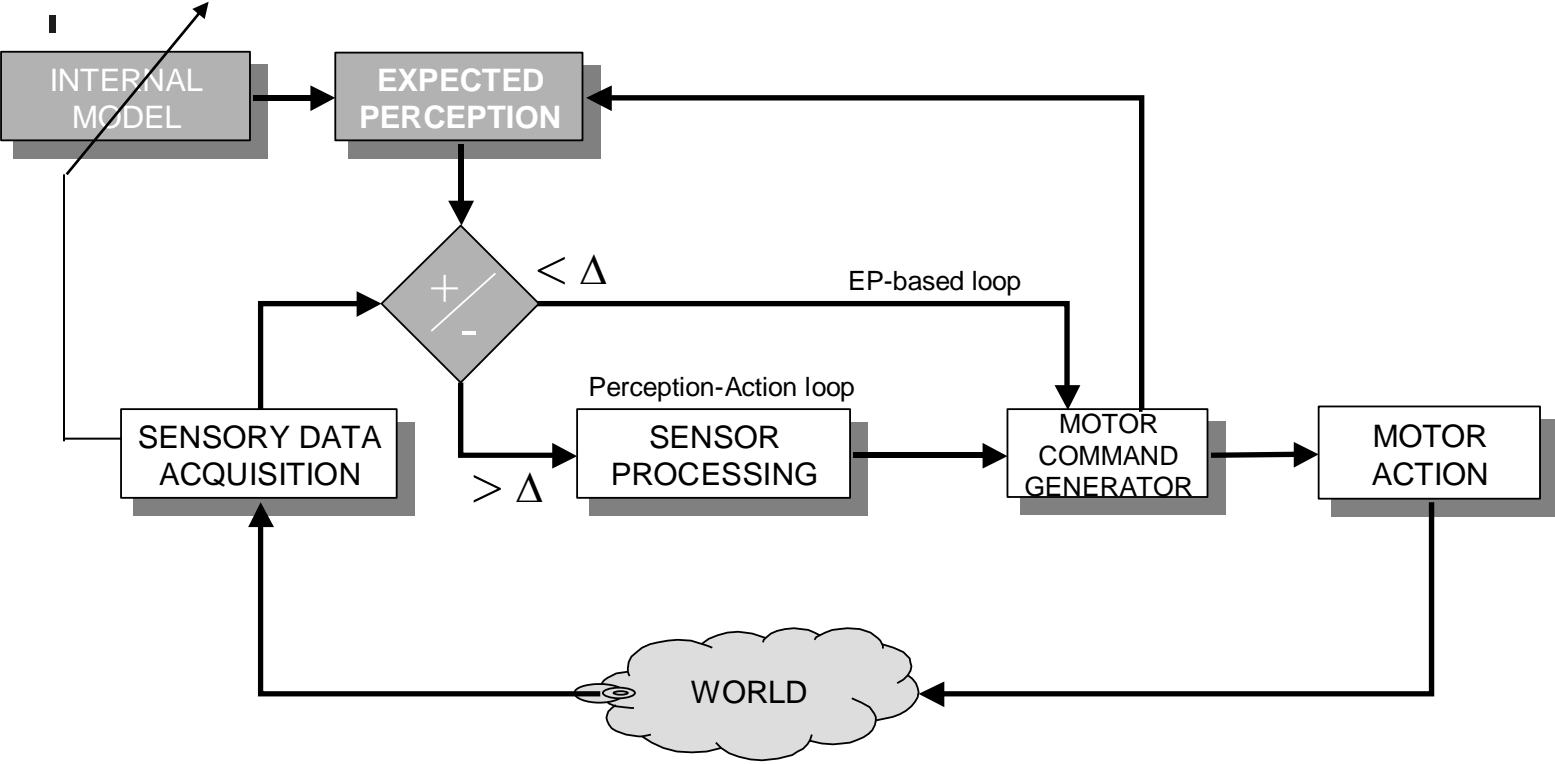 INTERNAL
MODEL
EXPECTED
PERCEPTION
+
-
< Δ
EP-based loop
Perception-Action loop
SENSORY DATA
ACQUISITION
> Δ
SENSOR
PROCESSING
MOTOR
COMMAND
GENERATOR
MOTOR
ACTION
WORLD